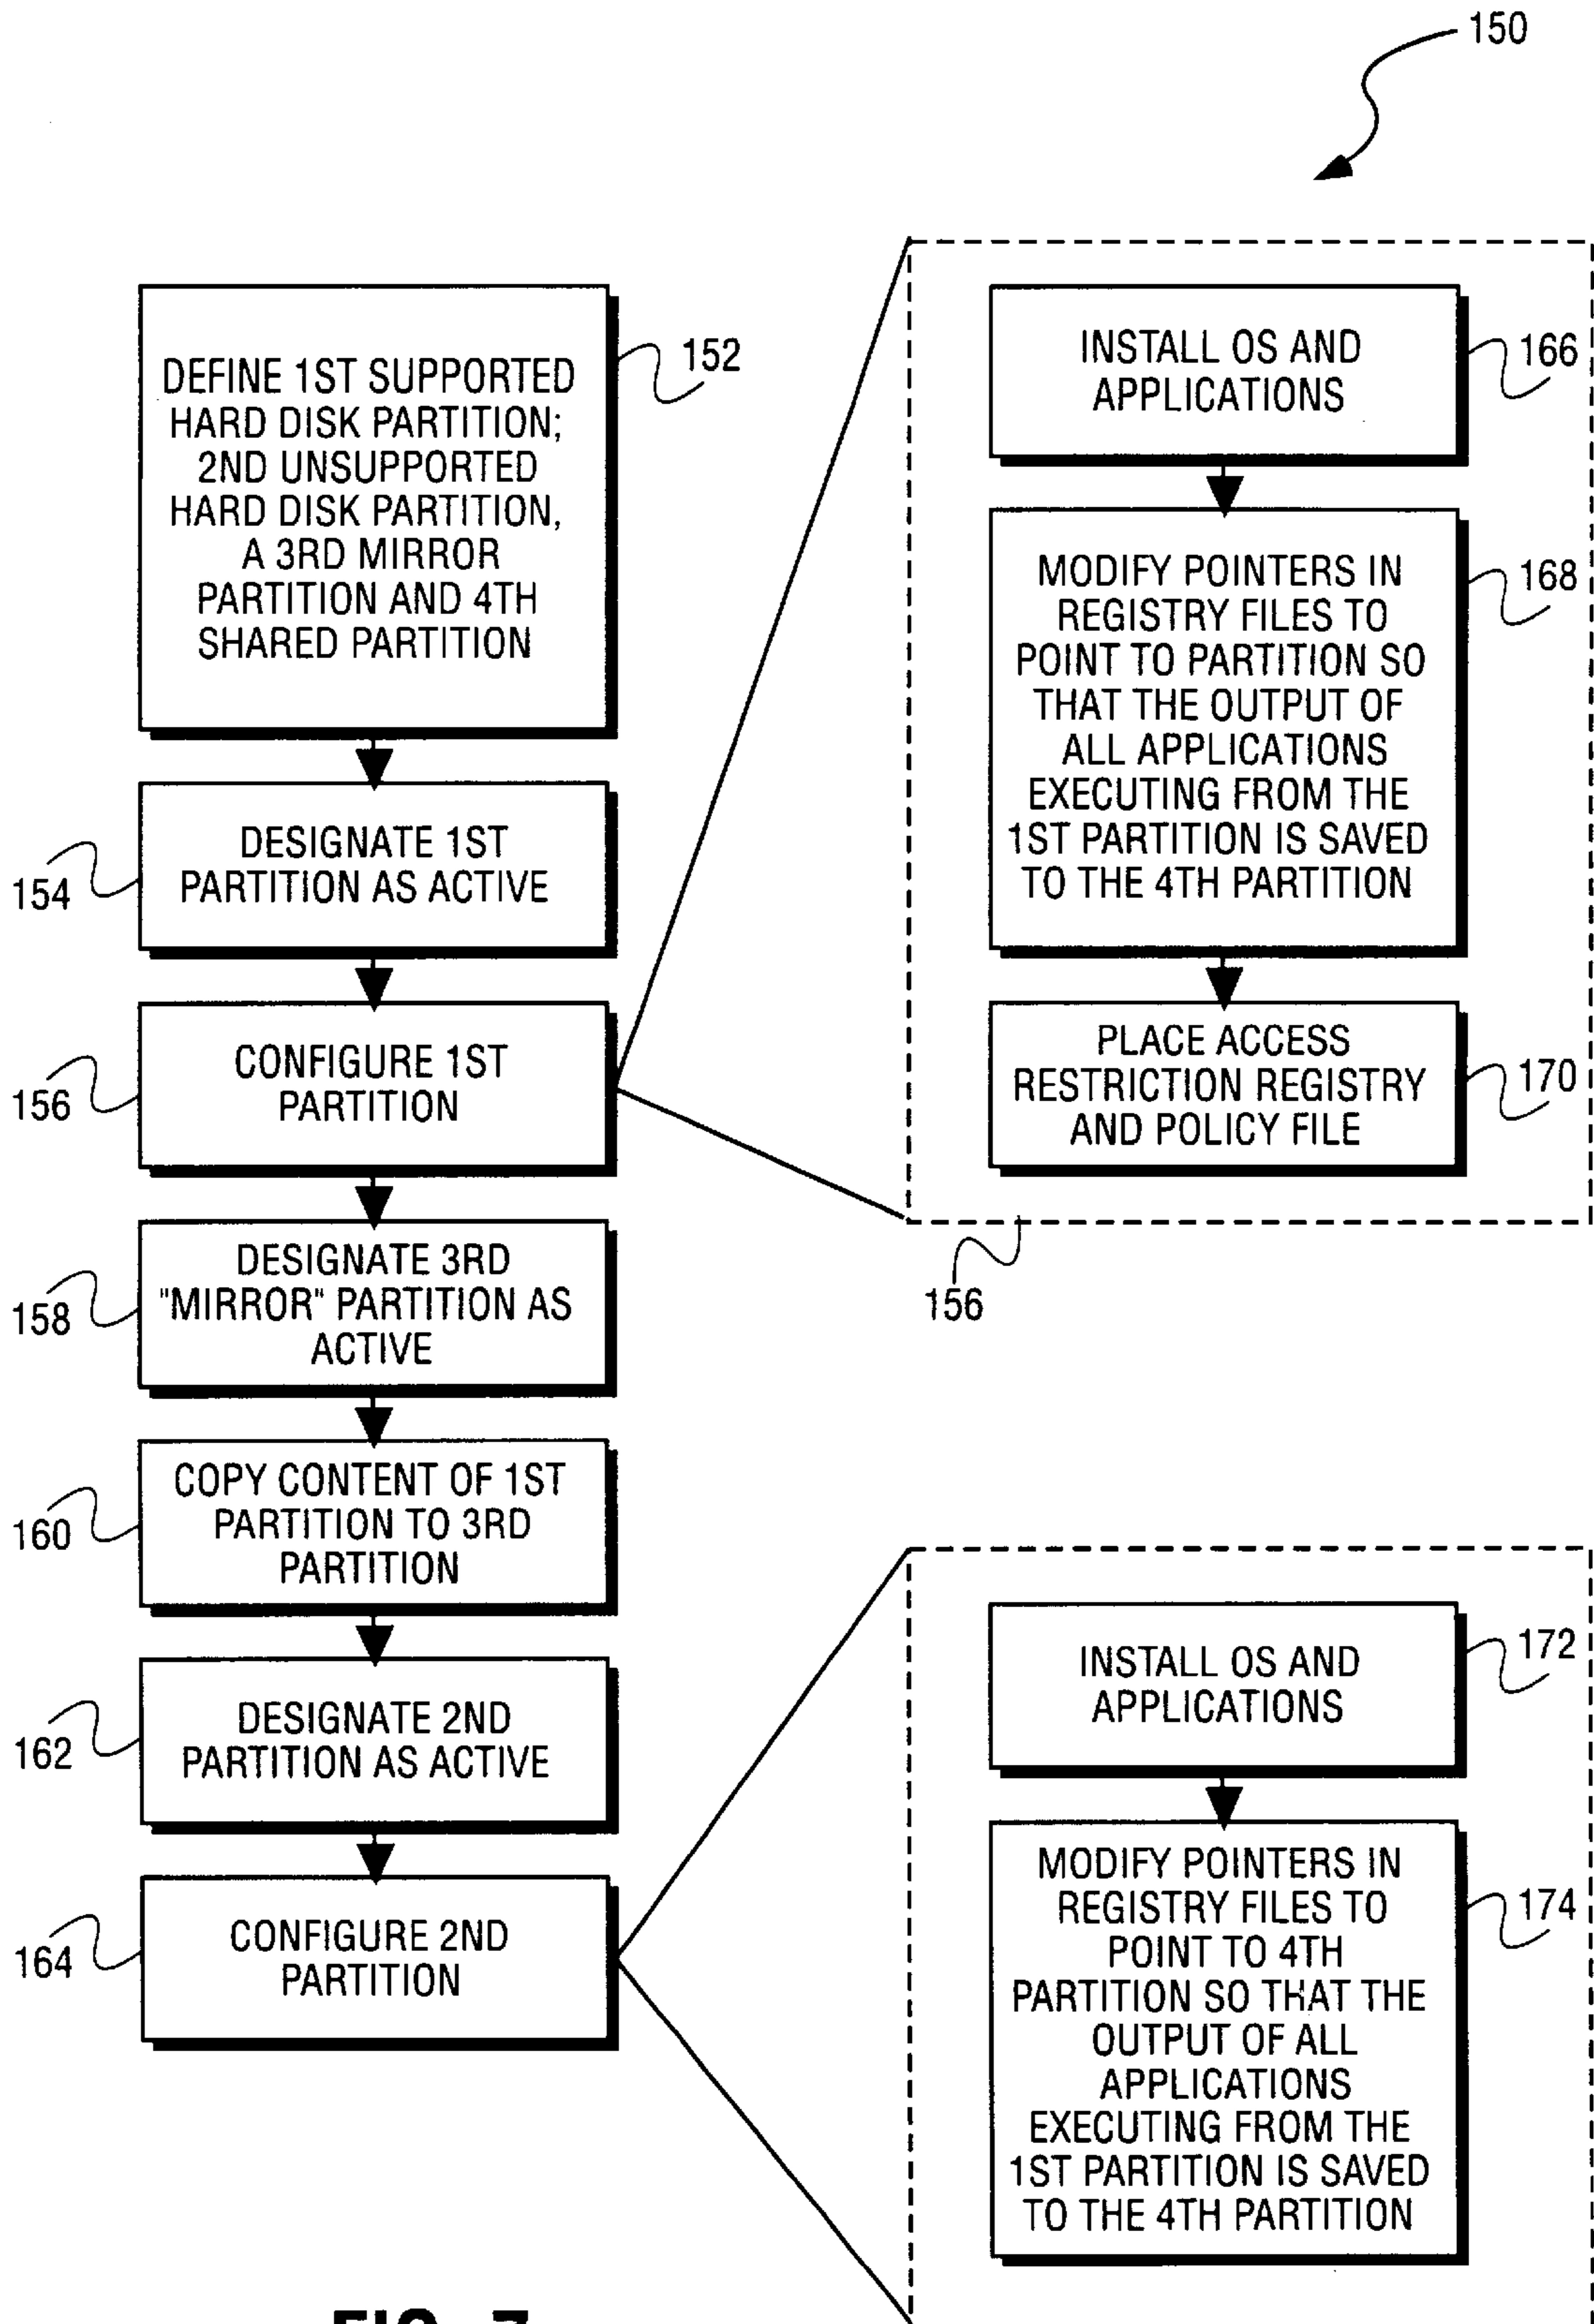 150
DEFINE 1ST SUPPORTED
HARD DISK PARTITION;
2ND UNSUPPORTED
HARD DISK PARTITION,
A 3RD MIRROR
PARTITION AND 4TH
SHARED PARTITION
152
DESIGNATE 1ST
PARTITION AS ACTIVE
154
CONFIGURE 1ST
PARTITION
156
DESIGNATE 3RD
"MIRROR" PARTITION AS
ACTIVE
158
COPY CONTENT OF 1ST
PARTITION TO 3RD
PARTITION
160
DESIGNATE 2ND
PARTITION AS ACTIVE
162
CONFIGURE 2ND
PARTITION
164
INSTALL OS AND
APPLICATIONS
166
MODIFY POINTERS IN
REGISTRY FILES TO
POINT TO PARTITION SO
THAT THE OUTPUT OF
ALL APPLICATIONS
EXECUTING FROM THE
1ST PARTITION IS SAVED
TO THE 4TH PARTITION
168
PLACE ACCESS
RESTRICTION REGISTRY
AND POLICY FILE
170
156
INSTALL OS AND
APPLICATIONS
172
MODIFY POINTERS IN
REGISTRY FILES TO
POINT TO 4TH
PARTITION SO THAT THE
OUTPUT OF ALL
APPLICATIONS
EXECUTING FROM THE
1ST PARTITION IS SAVED
TO THE 4TH PARTITION
174
FIG.